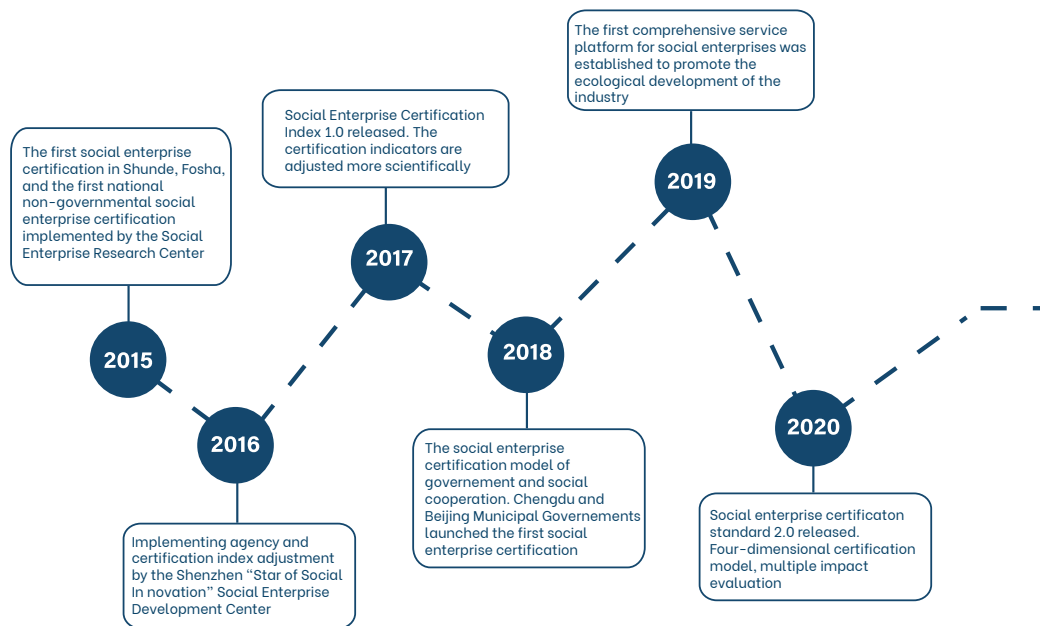 The first social enterprise
certification in Shunde, Fosha,
and the first national
non-governmental social
enterprise certification
implemented by the Social
Enterprise Research Center
2015
2016
Implementing agency and
certification index adjustment
by the Shenzhen “Star of Social
In novation” Social Enterprise
Development Center
Social Enterprise Certification
Index 1.0 released. The
certification indicators are
adjusted more scientifically
2017
2018
The social enterprise
certification model of
governement and social
cooperation. Chengdu and
Beijing Municipal Governements
launched the first social
enterprise certification
The first comprehensive service
platform for social enterprises was
established to promote the
ecological development of the
industry
2019
2020
Social enterprise certificaton
standard 2.0 released.
Four-dimensional certification
model, multiple impact
evaluation